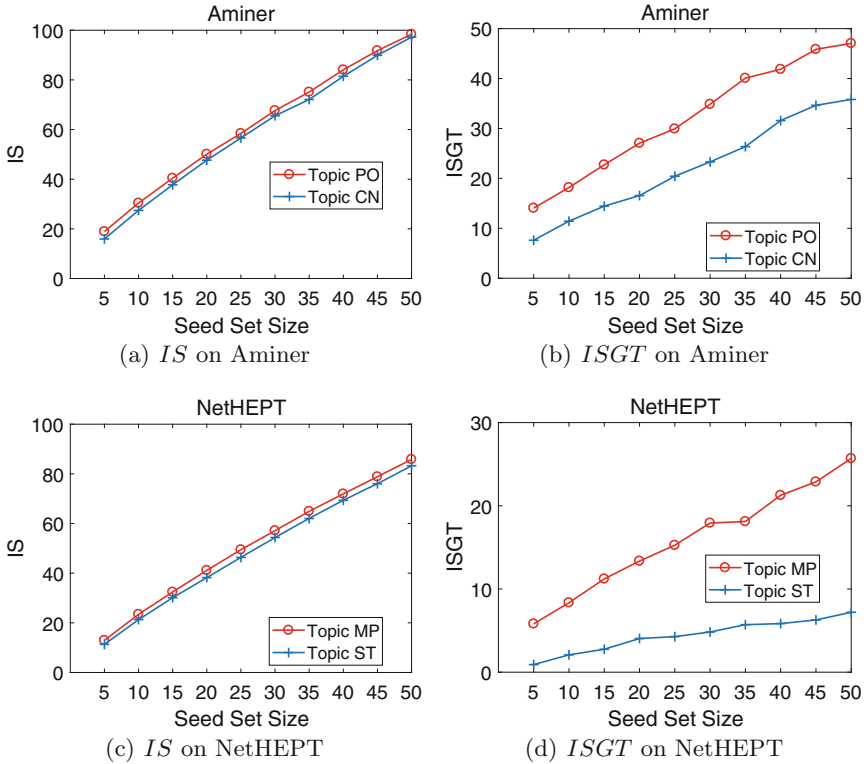 Aminer
100
80
60
40
20
0
IS
Topic PO
Topic CN
5 10 15 20 25 30 35 40 45 50
Seed Set Size
(a) IS on Aminer
Aminer
50
40
30
20
10
0
ISGT
Topic PO
Topic CN
5 10 15 20 25 30 35 40 45 50
Seed Set Size
(b) ISGT on Aminer
NetHEPT
100
80
60
40
20
0
IS
Topic MP
Topic ST
5 10 15 20 25 30 35 40 45 50
Seed Set Size
(c) IS on NetHEPT
NetHEPT
30
20
10
0
ISGT
Topic MP
Topic ST
5 10 15 20 25 30 35 40 45 50
Seed Set Size
(d) ISGT on NetHEPT